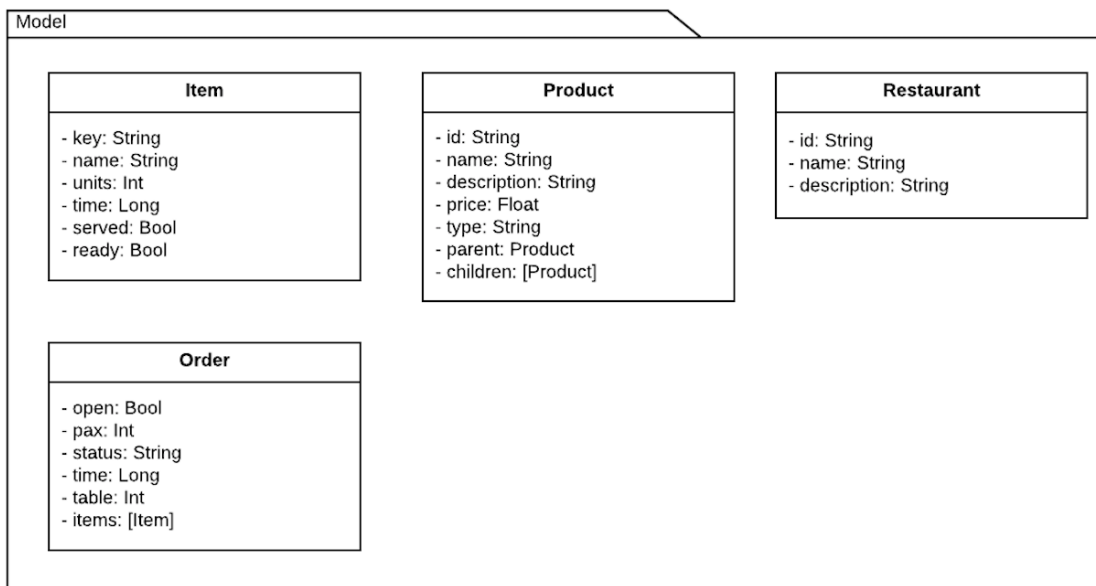 Model
Item
- key: String
- name: String
- units: Int
- time: Long
- served: Bool
- ready: Bool
Product
- id: String
- name: String
- description: String
- price: Float
- type: String
- parent: Product
- children: [Product]
Restaurant
- id: String
- name: String
- description: String
Order
- open: Bool
- pax: Int
- status: String
- time: Long
- table: Int
- items: [Item]